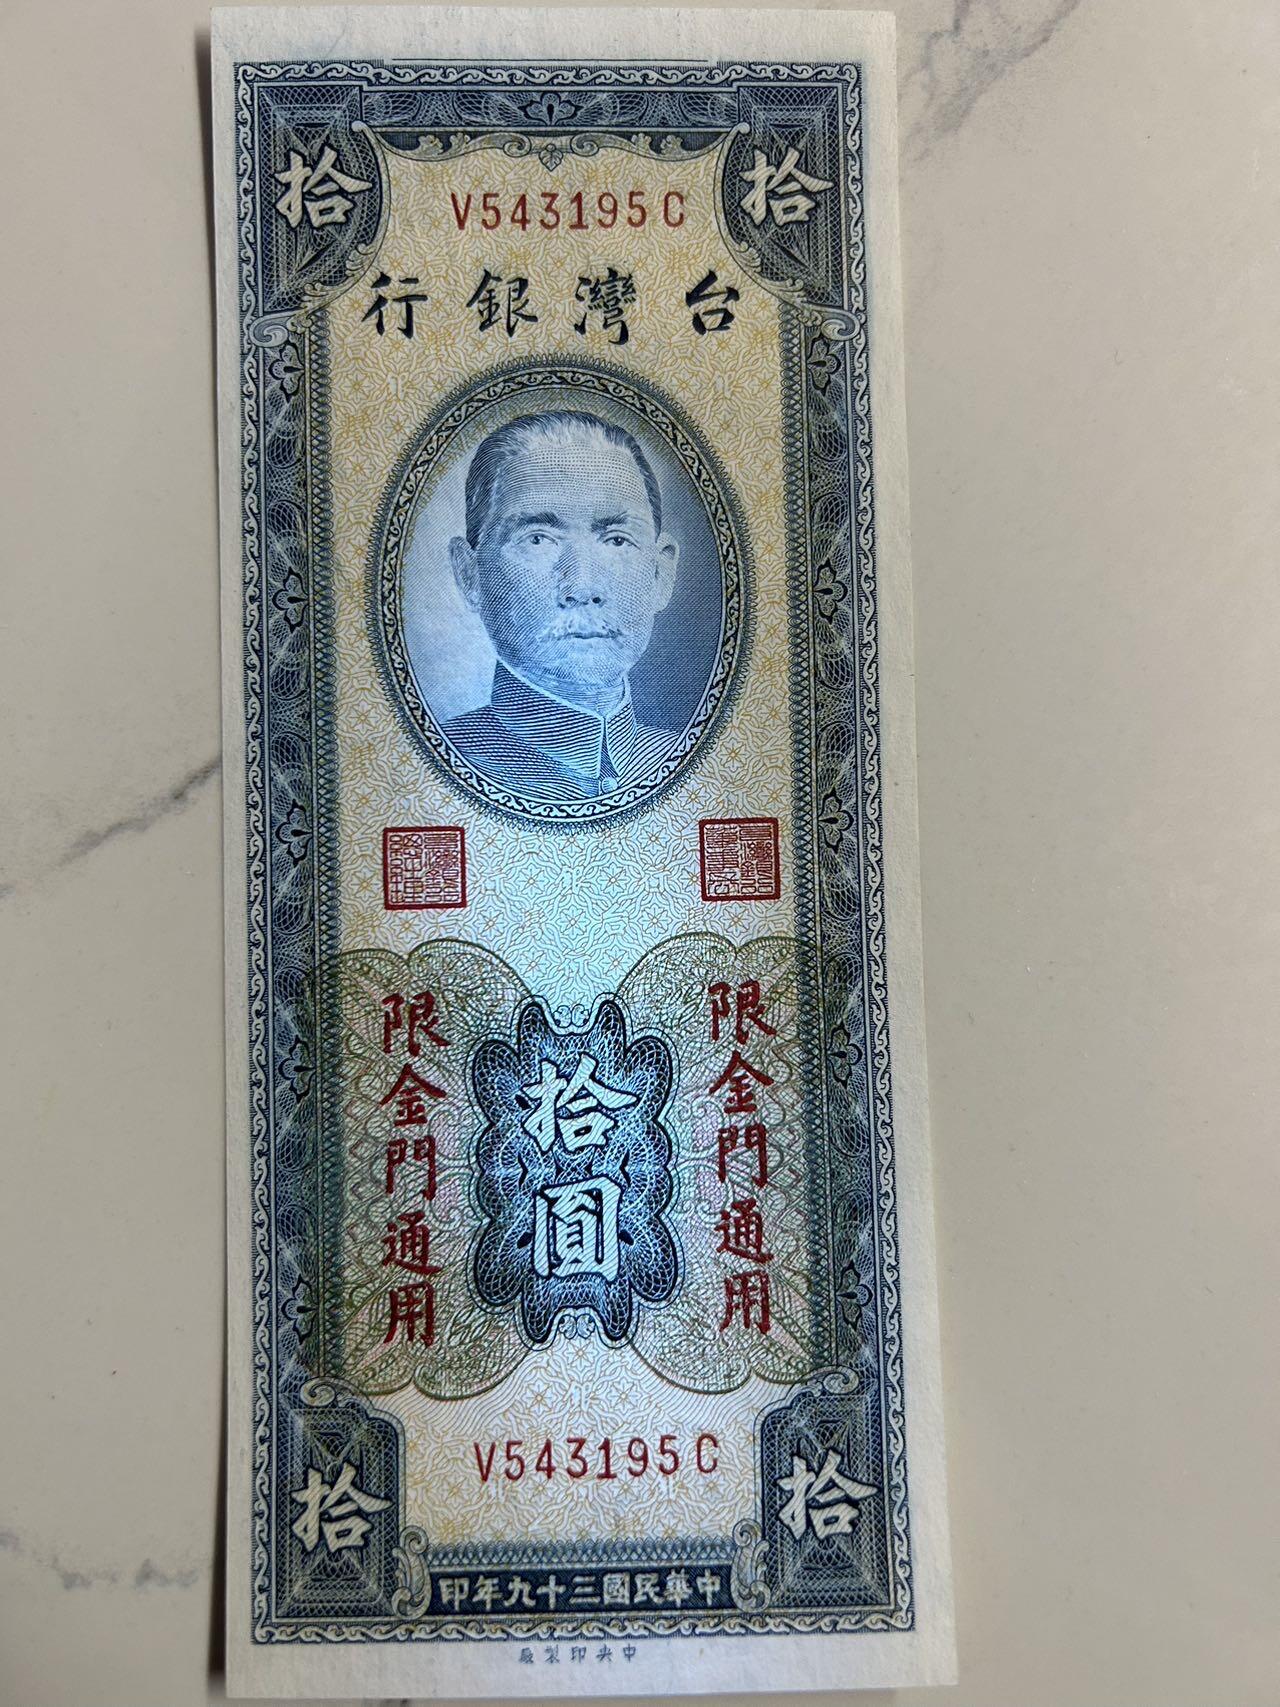 拾
拾
V543195C
台灣銀行
限金門通用
拾圓
限金門通用
V543195C
拾
拾
中華民國三十九年印
中央印製廠